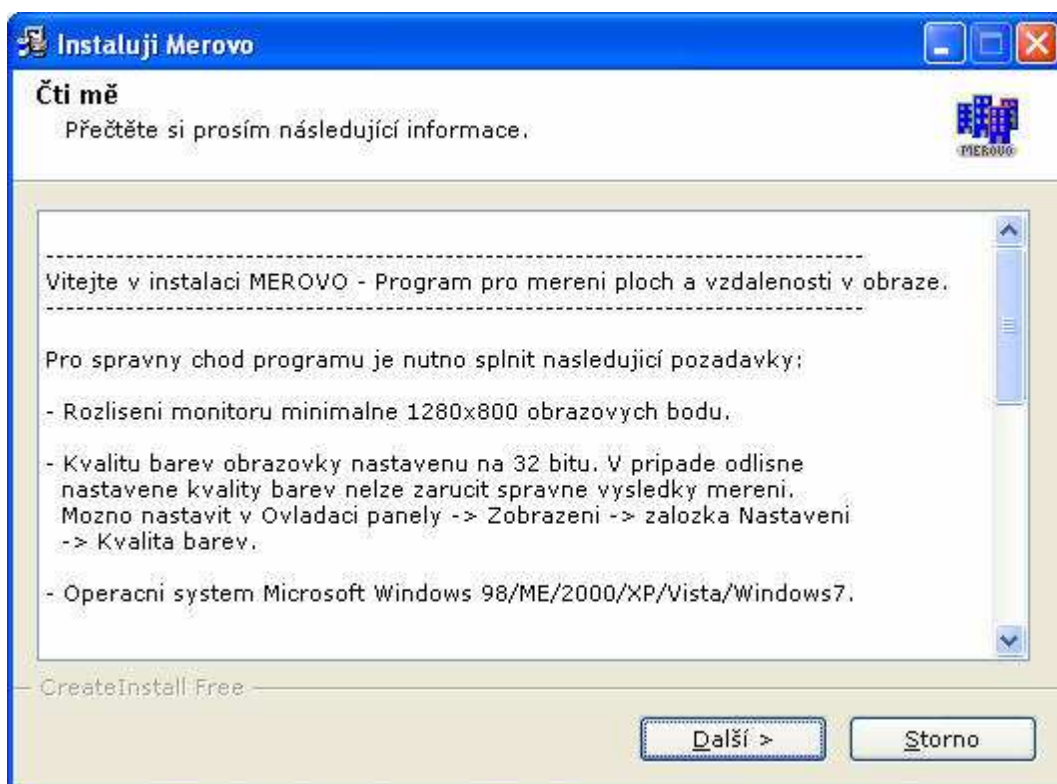 Instaluji Merovo
Čti mě
Přečtěte si prosím následující informace.
MEROVO
--------------------------------------------------------------------------------
Vitejte v instalaci MEROVO - Program pro mereni ploch a vzdalenosti v obraze.
--------------------------------------------------------------------------------
Pro spravny chod programu je nutno splnit nasledujici pozadavky:
- Rozliseni monitoru minimalne 1280x800 obrazovych bodu.
- Kvalitu barev obrazovky nastavenu na 32 bitu. V pripade odlisne
nastavene kvality barev nelze zarucit spravne vysledky mereni.
Mozno nastavit v Ovladaci panely -> Zobrazeni -> zalozka Nastaveni
-> Kvalita barev.
- Operacni system Microsoft Windows 98/ME/2000/XP/Vista/Windows7.
CreateInstall Free
Další >
Storno